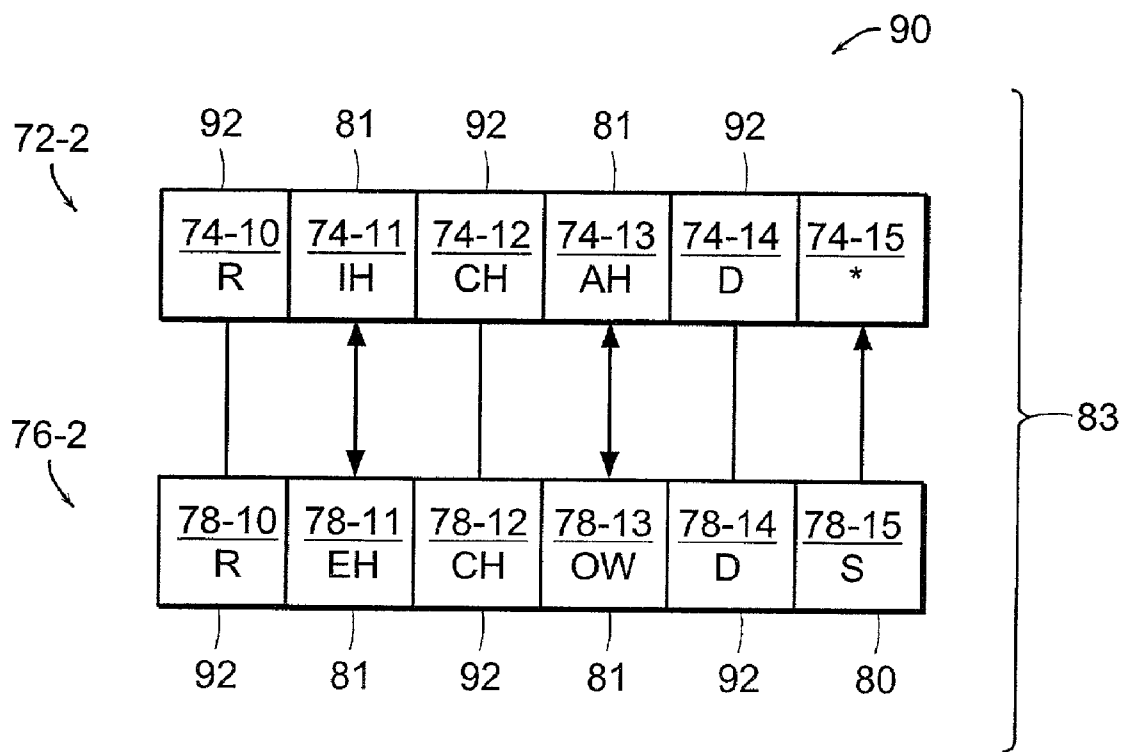 90
92 81 92 81 92
72-2
74-10 74-11 74-12 74-13 74-14 74-15
R IH CH AH D *
83
76-2
78-10 78-11 78-12 78-13 78-14 78-15
R EH CH OW D S
92 81 92 81 92 80